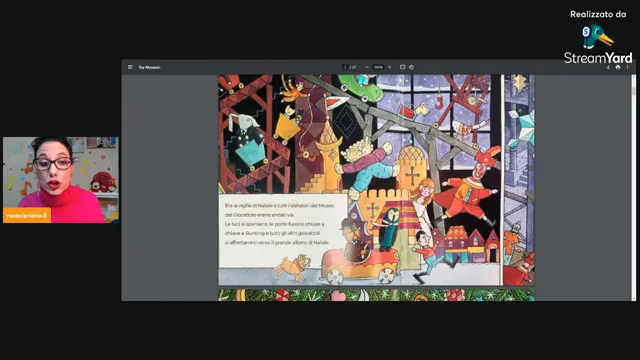 Realizzato da
StreamYard
Toy Museum
Era la vigilia di Natale e tutti i visitatori del Museo
del Giocattolo erano andati via.
Le luci si spensero, le porte furono chiuse a
chiave e Bunting e tutti gli altri giocattoli
si affrettarono verso il grande albero di Natale